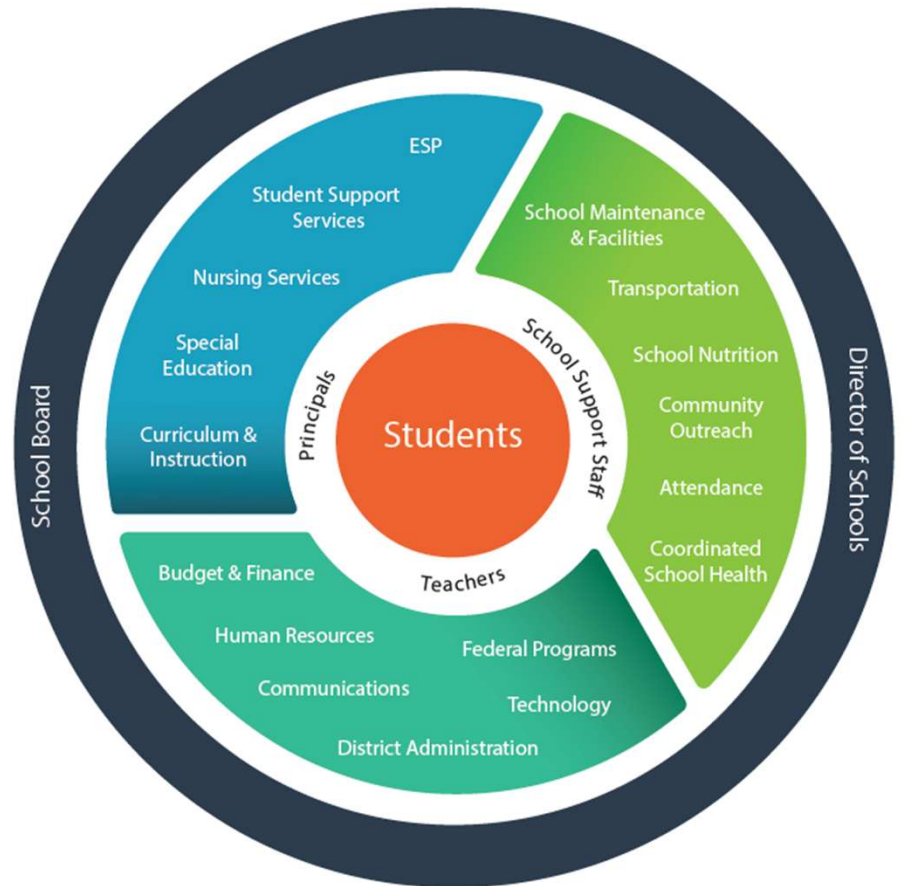 School Board
Director of Schools
ESP
Student Support
Services
Nursing Services
Special
Education
Curriculum &
Instruction
School Maintenance
& Facilities
Transportation
School Nutrition
Community
Outreach
Attendance
Coordinated
School Health
Principals
School Support Staff
Teachers
Students
Budget & Finance
Human Resources
Communications
Federal Programs
Technology
District Administration